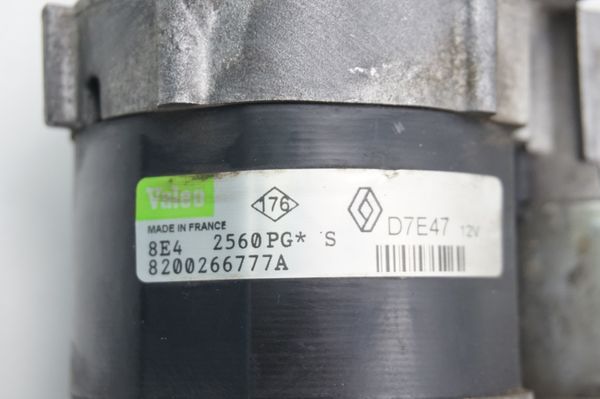 Valeo 176 D7E47 12V
MADE IN FRANCE
8E4 2560PG* S
8200266777A